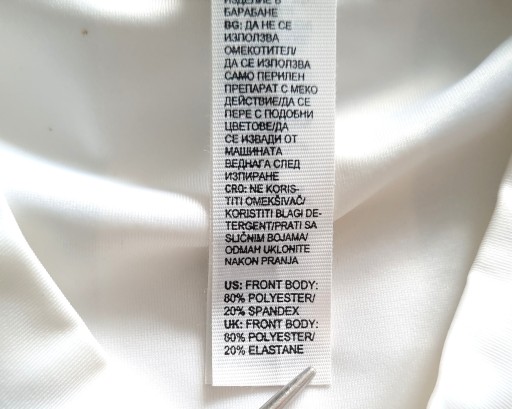 ИЗДЕЛИЕ В
БАРАБАНЕ
BG: ДА НЕ СЕ
ИЗПОЛЗВА
ОМЕКОТИТЕЛ/
ДА СЕ ИЗПОЛЗВА
САМО ПЕРИЛЕН
ПРЕПАРАТ С МЕКО
ДЕЙСТВИЕ/ДА СЕ
ПЕРЕ С ПОДОБНИ
ЦВЕТОВЕ/ДА
СЕ ИЗВАДИ ОТ
МАШИНАТА
ВЕДНАГА СЛЕД
ИЗПИРАНЕ
CRO: NE KORIS-
TITI OMEKŠIVAČ/
KORISTITI BLAGI DE-
TERGENT/PRATI SA
SLIČNIM BOJAMA/
ODMAH UKLONITE
NAKON PRANJA
US: FRONT BODY:
80% POLYESTER/
20% SPANDEX
UK: FRONT BODY:
80% POLYESTER/
20% ELASTANE